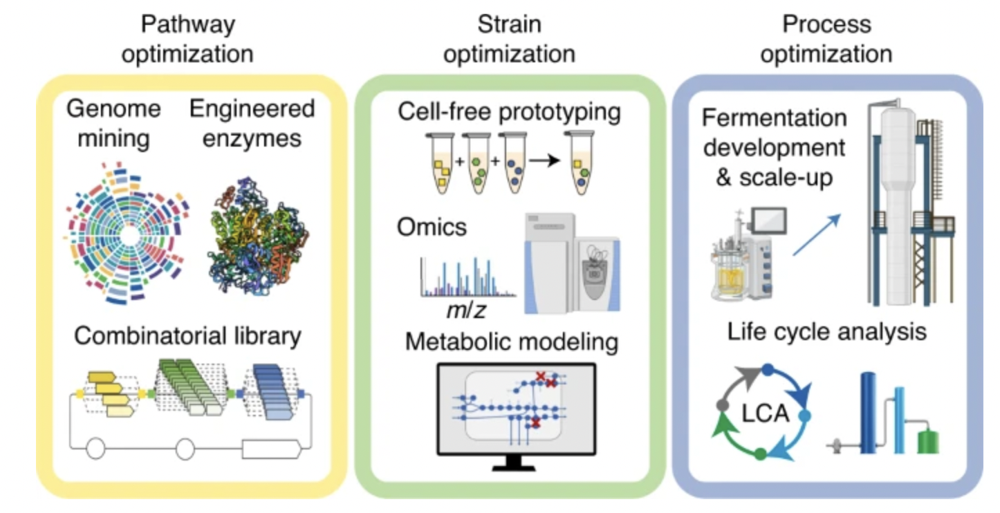 Pathway
optimization
Genome
mining
Engineered
enzymes
Combinatorial library
Strain
optimization
Cell-free prototyping
+
+
Omics
m/z
Metabolic modeling
Process
optimization
Fermentation
development
& scale-up
Life cycle analysis
LCA